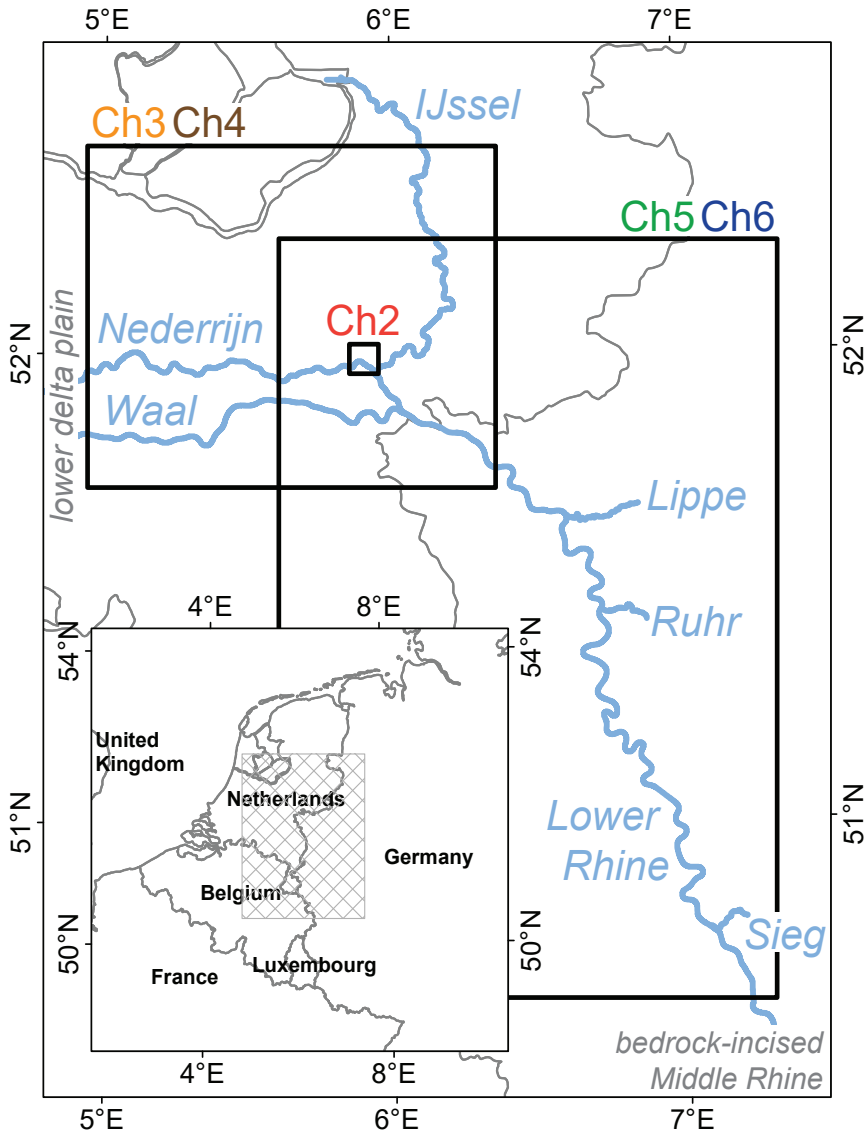 5°E 6°E 7°E
IJssel
Ch3 Ch4
Ch5 Ch6
Ch2
Nederrijn
Waal
lower delta plain
52°N
52°N
Lippe
Ruhr
4°E 8°E
54°N
54°N
United
Kingdom
Netherlands
Germany
Belgium
Luxembourg
France
50°N
50°N
4°E 8°E
51°N
51°N
Lower
Rhine
Sieg
bedrock-incised
Middle Rhine
5°E 6°E 7°E